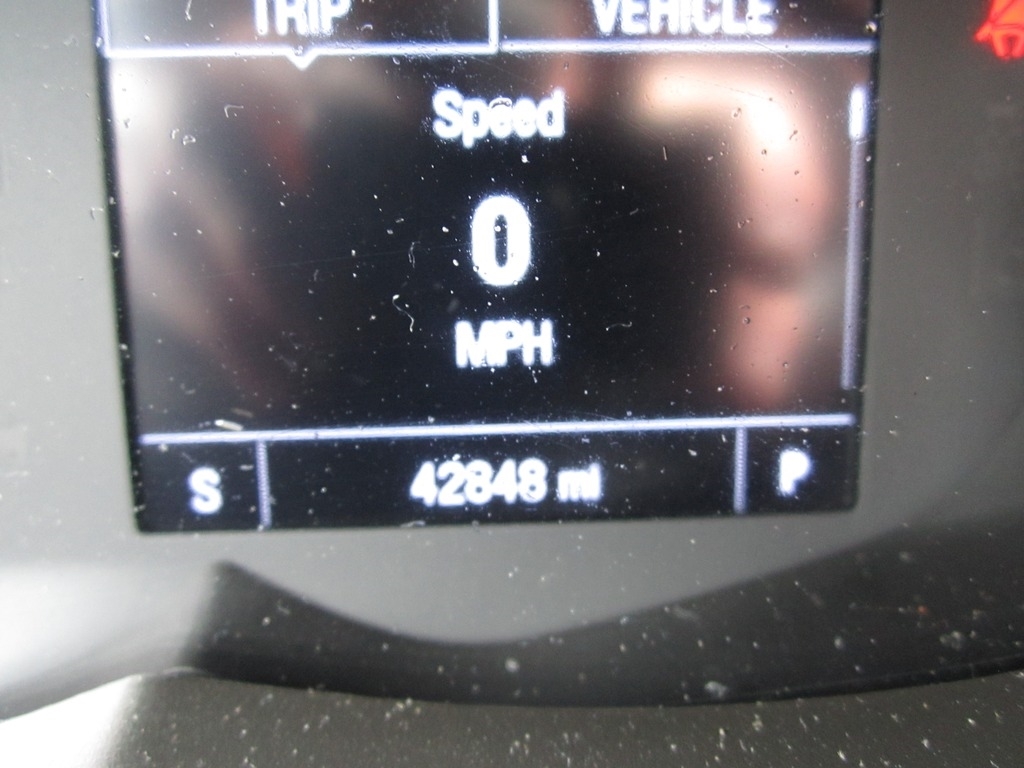 TRIP VEHICLE
Speed
0
MPH
S 42848 mi P